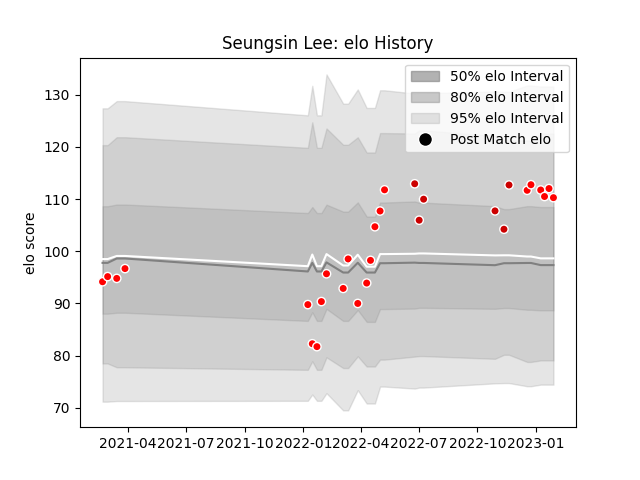 Seungsin Lee: elo History
50% elo Interval
80% elo Interval
95% elo Interval
Post Match elo
elo score
130
120
110
100
90
80
70
2021-04
2021-07
2021-10
2022-01
2022-04
2022-07
2022-10
2023-01